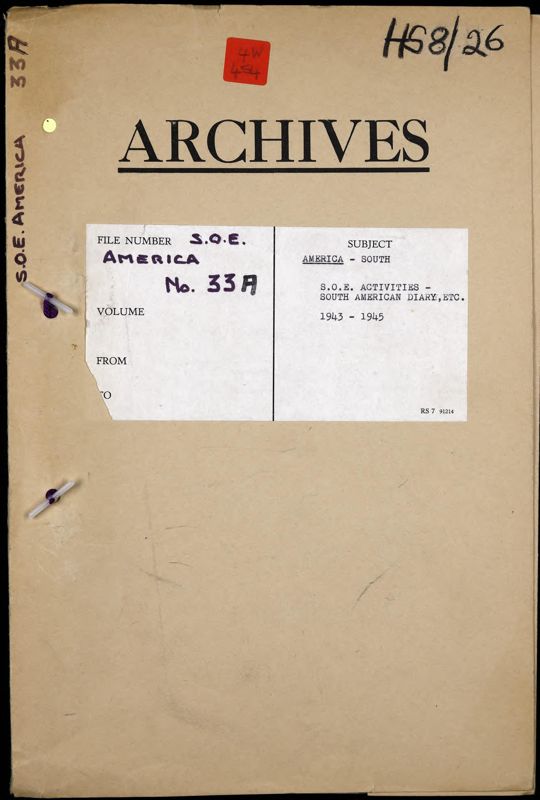 HS8/26
4W
454
ARCHIVES
S.O.E. AMERICA 33A
FILE NUMBER S.O.E.
AMERICA
No. 33A
VOLUME
FROM
TO
SUBJECT
AMERICA - SOUTH
S.O.E. ACTIVITIES -
SOUTH AMERICAN DIARY,ETC.
1943 - 1945
RS 7 91214